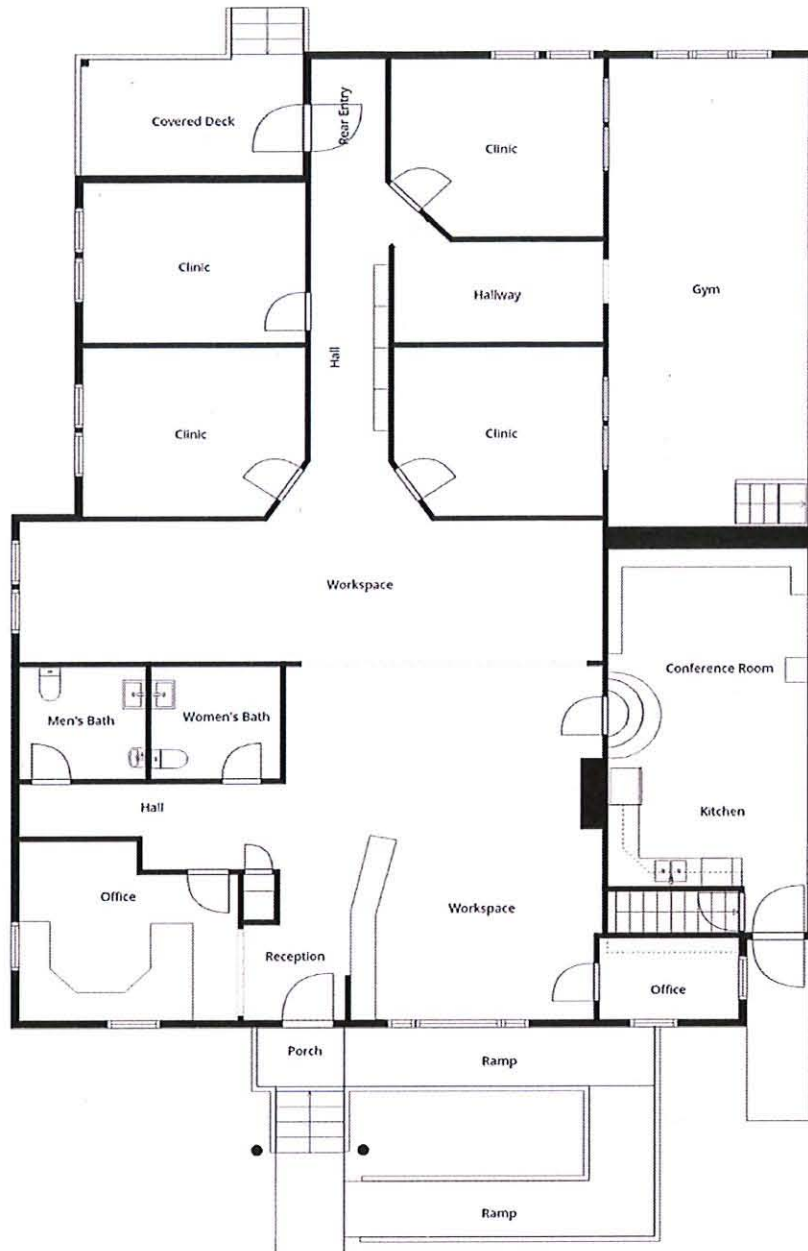 Covered Deck
Rear Entry
Clinic
Clinic
Hallway
Gym
Hall
Clinic
Clinic
Workspace
Conference Room
Men's Bath
Women's Bath
Hall
Kitchen
Office
Workspace
Reception
Office
Porch
Ramp
Ramp